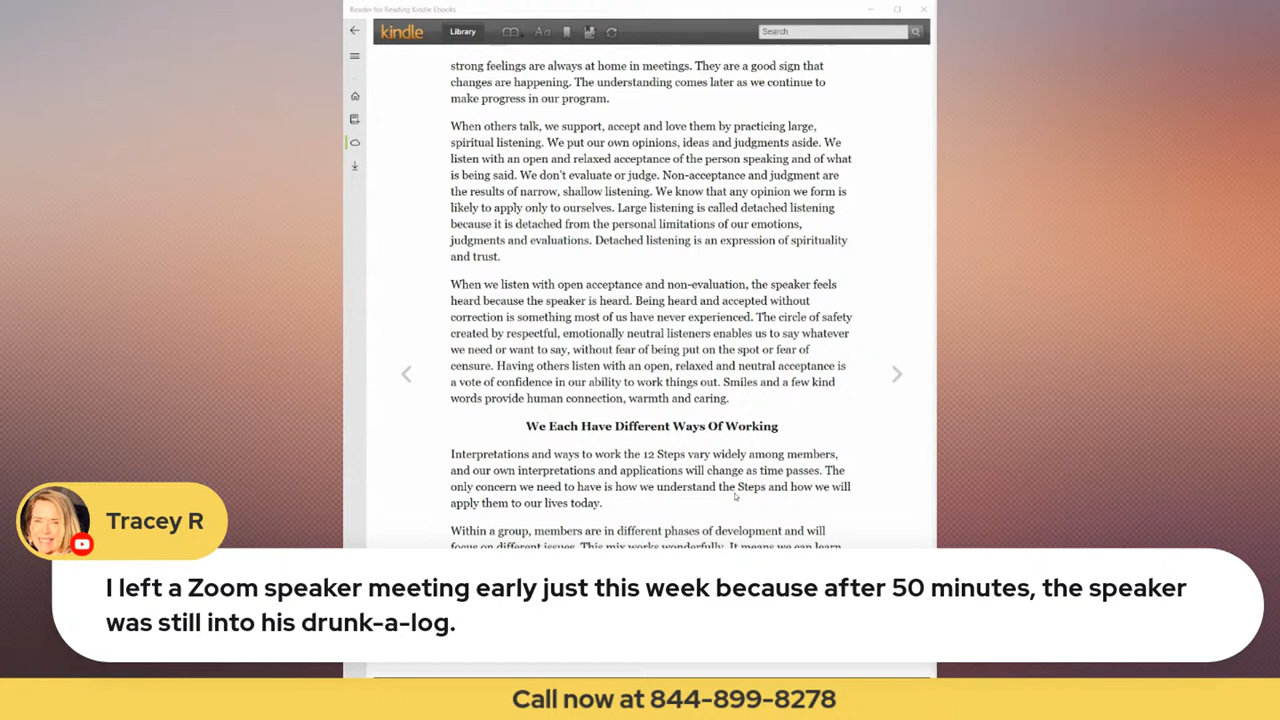 Reader for Reading Kindle Ebooks
kindle
Library
Aa
Search
strong feelings are always at home in meetings. They are a good sign that
changes are happening. The understanding comes later as we continue to
make progress in our program.
When others talk, we support, accept and love them by practicing large,
spiritual listening. We put our own opinions, ideas and judgments aside. We
listen with an open and relaxed acceptance of the person speaking and of what
is being said. We don't evaluate or judge. Non-acceptance and judgment are
the results of narrow, shallow listening. We know that any opinion we form is
likely to apply only to ourselves. Large listening is called detached listening
because it is detached from the personal limitations of our emotions,
judgments and evaluations. Detached listening is an expression of spirituality
and trust.
When we listen with open acceptance and non-evaluation, the speaker feels
heard because the speaker is heard. Being heard and accepted without
correction is something most of us have never experienced. The circle of safety
created by respectful, emotionally neutral listeners enables us to say whatever
we need or want to say, without fear of being put on the spot or fear of
censure. Having others listen with an open, relaxed and neutral acceptance is
a vote of confidence in our ability to work things out. Smiles and a few kind
words provide human connection, warmth and caring.
We Each Have Different Ways Of Working
Interpretations and ways to work the 12 Steps vary widely among members,
and our own interpretations and applications will change as time passes. The
only concern we need to have is how we understand the Steps and how we will
apply them to our lives today.
Within a group, members are in different phases of development and will
focus on different issues. This mix works wonderfully. It means we can learn
Tracey R
I left a Zoom speaker meeting early just this week because after 50 minutes, the speaker
was still into his drunk-a-log.
Call now at 844-899-8278